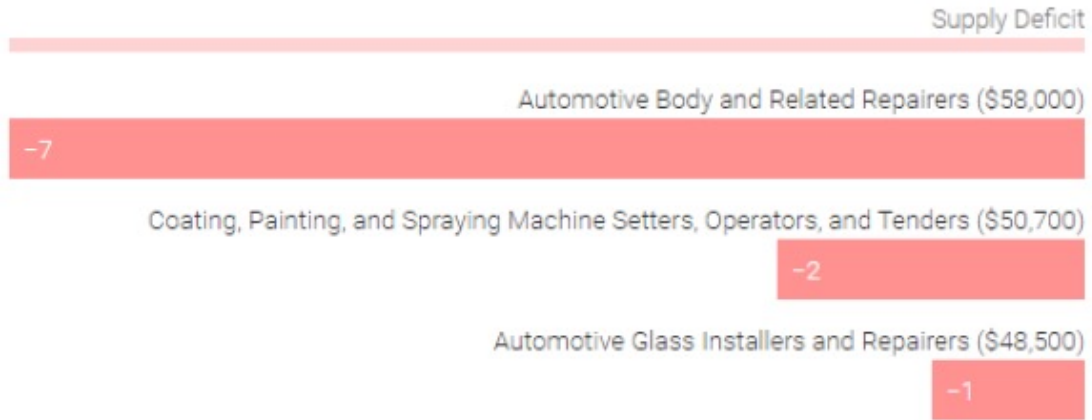 Supply Deficit
Automotive Body and Related Repairers ($58,000)
-7
Coating, Painting, and Spraying Machine Setters, Operators, and Tenders ($50,700)
-2
Automotive Glass Installers and Repairers ($48,500)
-1